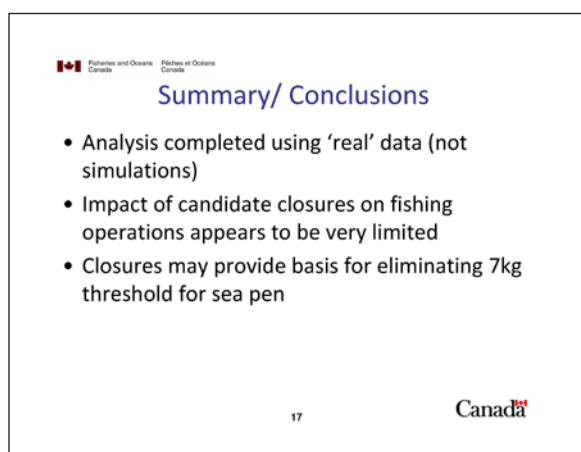 Fisheries and Oceans Pêches et Océans
Canada Canada
Summary/ Conclusions
• Analysis completed using ‘real’ data (not
simulations)
• Impact of candidate closures on fishing
operations appears to be very limited
• Closures may provide basis for eliminating 7kg
threshold for sea pen
17
Canada